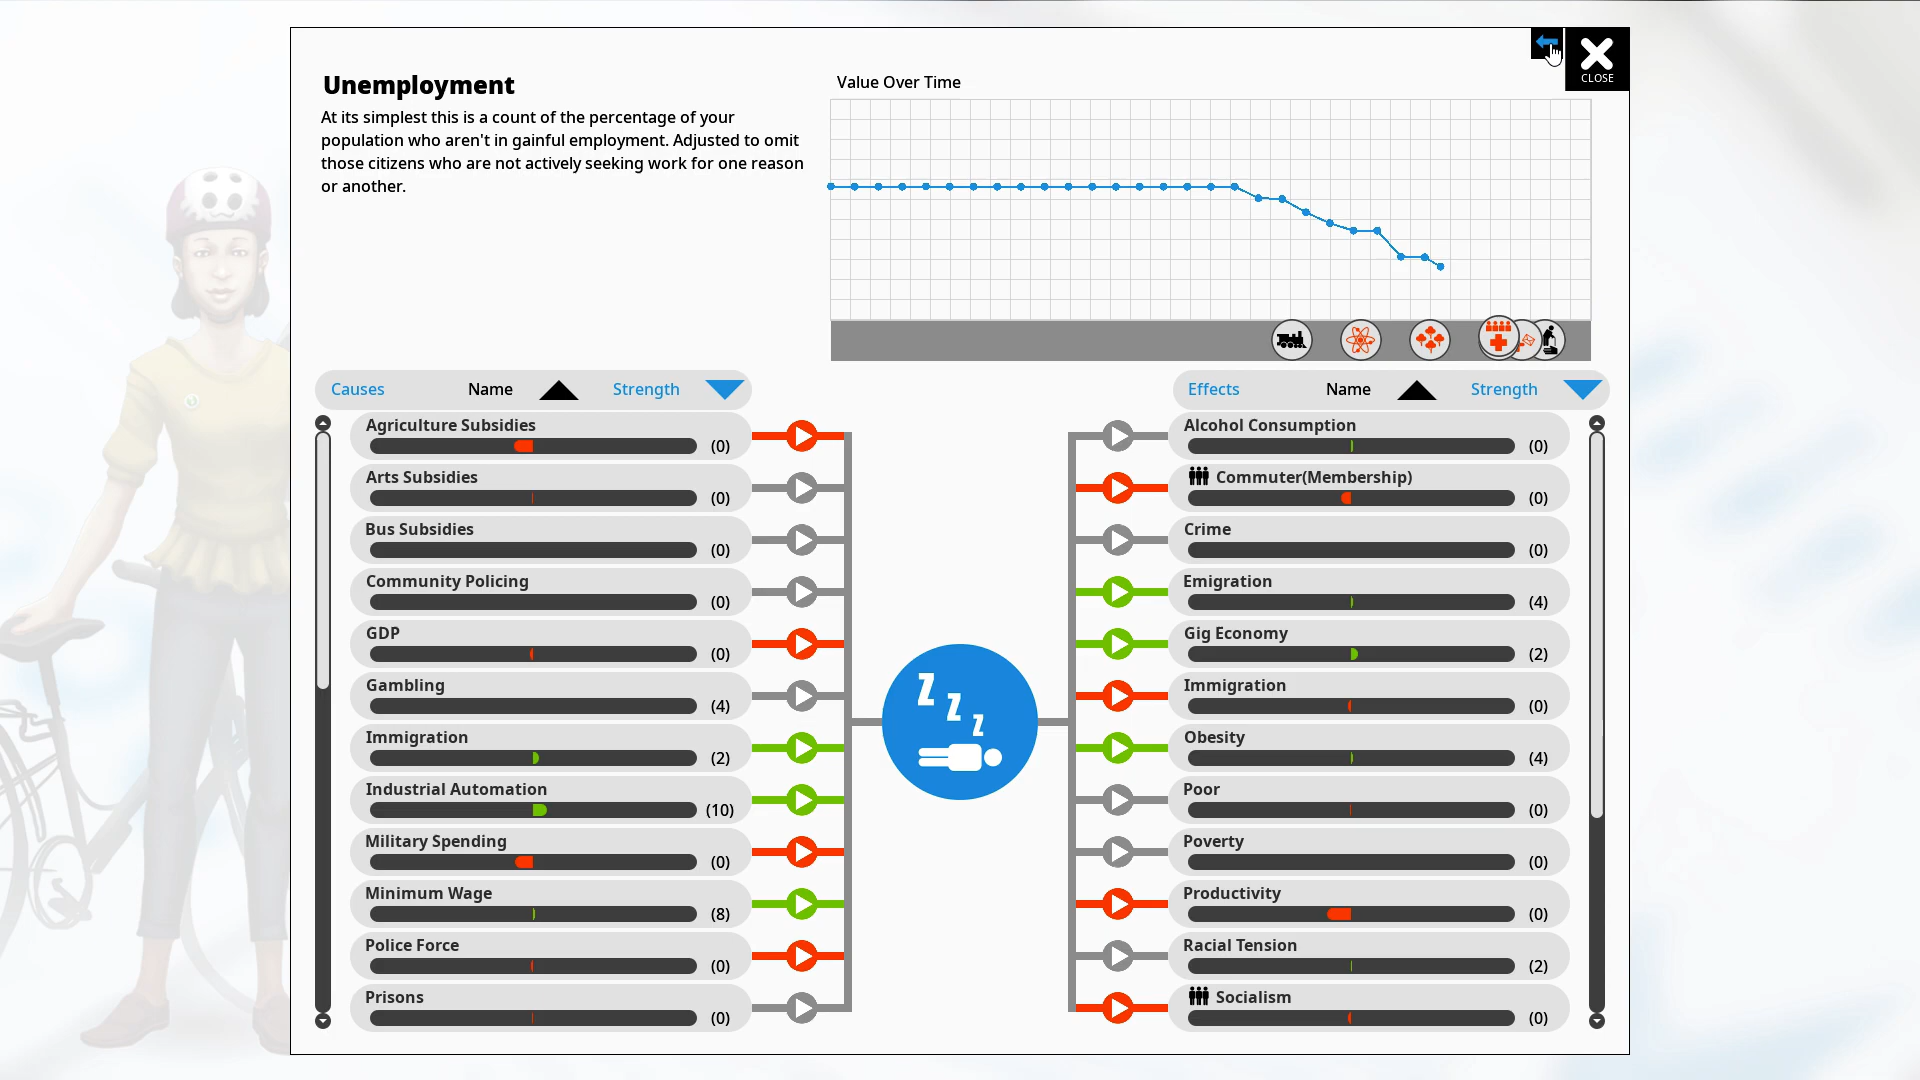 CLOSE
Unemployment
At its simplest this is a count of the percentage of your
population who aren't in gainful employment. Adjusted to omit
those citizens who are not actively seeking work for one reason
or another.
Value Over Time
Causes Name Strength
Agriculture Subsidies
(0)
Arts Subsidies
(0)
Bus Subsidies
(0)
Community Policing
(0)
GDP
(0)
Gambling
(4)
Immigration
(2)
Industrial Automation
(10)
Military Spending
(0)
Minimum Wage
(8)
Police Force
(0)
Prisons
(0)
Z
Z
Z
Effects Name Strength
Alcohol Consumption
(0)
Commuter(Membership)
(0)
Crime
(0)
Emigration
(4)
Gig Economy
(2)
Immigration
(0)
Obesity
(4)
Poor
(0)
Poverty
(0)
Productivity
(0)
Racial Tension
(2)
Socialism
(0)